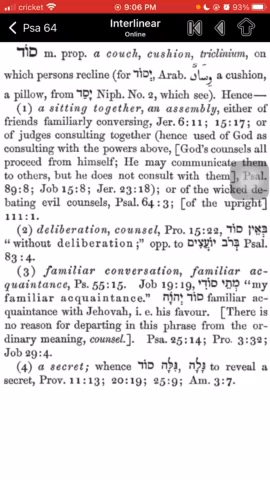 cricket 9:06 PM 92%
Psa 64
Interlinear
Online
סוֹד m. prop. a couch, cushion, triclinium, on
which persons recline (for יְסוֹד, Arab. وِسَادٌ a cushion,
a pillow, from יָסַד Niph. No. 2, which see). Hence—
(1) a sitting together, an assembly, either of
friends familiarly conversing, Jer. 6:11; 15:17; or
of judges consulting together (hence used of God as
consulting with the powers above, [God's counsels all
proceed from himself; He may communicate them
to others, but he does not consult with them], Psal.
89:8; Job 15:8; Jer. 23:18); or of the wicked de-
bating evil counsels, Psal. 64:3; [of the upright]
111:1.
(2) deliberation, counsel, Pro. 15:22, בְּאֵין סוֹד
"without deliberation;" opp. to בְּרֹב יוֹעֲצִים Psal.
83:4.
(3) familiar conversation, familiar ac-
quaintance, Ps. 55:15. Job 19:19, מְתֵי סוֹדִי "my
familiar acquaintance." סוֹד יְהוָֹה familiar ac-
quaintance with Jehovah, i. e. his favour. [There is
no reason for departing in this phrase from the or-
dinary meaning, counsel.]. Psa. 25:14; Pro. 3:32;
Job 29:4.
(4) a secret; whence גָּלָה, גִּלָּה סוֹד to reveal a
secret, Prov. 11:13; 20:19; 25:9; Am. 3:7.